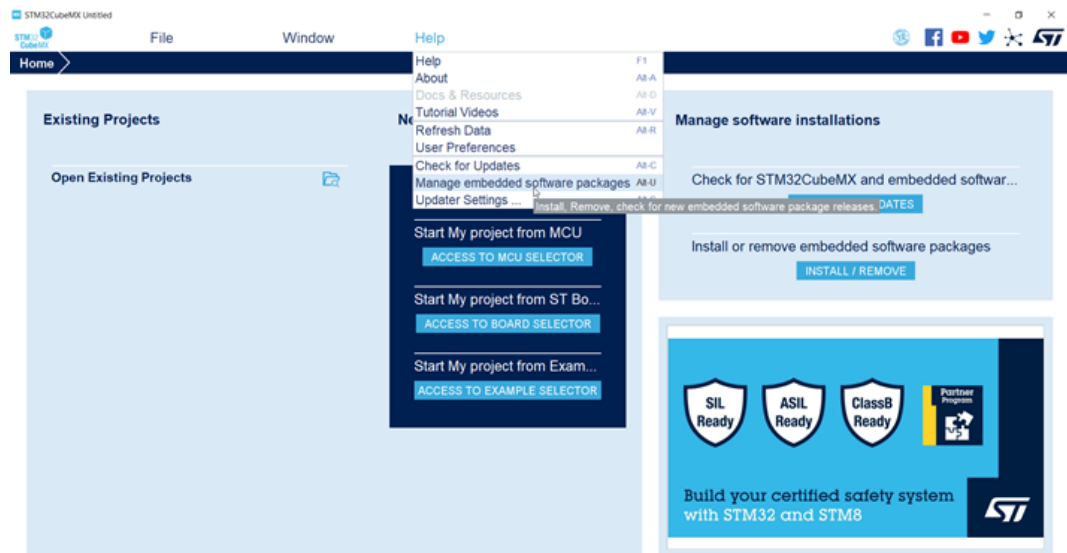 STM32CubeMX Untitled
STM32
CubeMX
File
Window
Help
Home
Help F1
About Alt-A
Docs & Resources Alt-D
Tutorial Videos Alt-V
Refresh Data Alt-R
User Preferences
Check for Updates Alt-C
Manage embedded software packages Alt-U
Updater Settings ...
Install, Remove, check for new embedded software package releases.
Existing Projects
Open Existing Projects
Start My project from MCU
ACCESS TO MCU SELECTOR
Start My project from ST Bo...
ACCESS TO BOARD SELECTOR
Start My project from Exam...
ACCESS TO EXAMPLE SELECTOR
Manage software installations
Check for STM32CubeMX and embedded softwar...
Install or remove embedded software packages
INSTALL / REMOVE
SIL
Ready
ASIL
Ready
ClassB
Ready
Partner
Program
Build your certified safety system
with STM32 and STM8